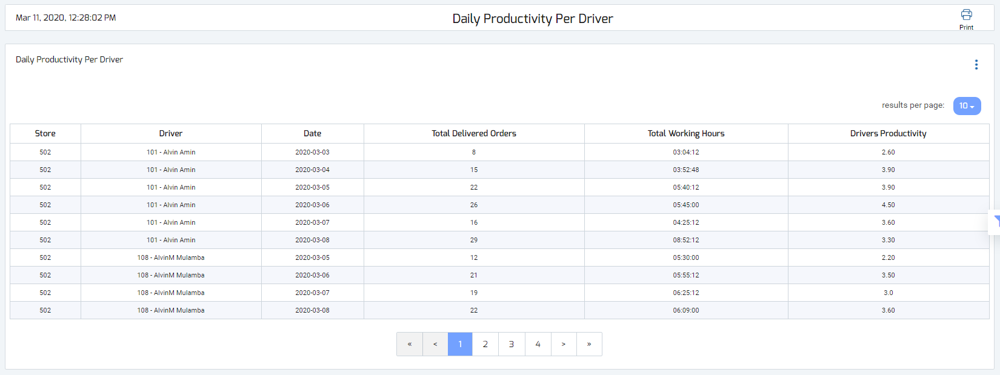 Mar 11, 2020, 12:28:02 PM Daily Productivity Per Driver
Print
Daily Productivity Per Driver
results per page: 10
Store Driver Date Total Delivered Orders Total Working Hours Drivers Productivity
502 101 - Alvin Amin 2020-03-03 8 03:04:12 2.60
502 101 - Alvin Amin 2020-03-04 15 03:52:48 3.90
502 101 - Alvin Amin 2020-03-05 22 05:40:12 3.90
502 101 - Alvin Amin 2020-03-06 26 05:45:00 4.50
502 101 - Alvin Amin 2020-03-07 16 04:25:12 3.60
502 101 - Alvin Amin 2020-03-08 29 08:52:12 3.30
502 108 - AlvinM Mulamba 2020-03-05 12 05:30:00 2.20
502 108 - AlvinM Mulamba 2020-03-06 21 05:55:12 3.50
502 108 - AlvinM Mulamba 2020-03-07 19 06:25:12 3.0
502 108 - AlvinM Mulamba 2020-03-08 22 06:09:00 3.60
« < 1 2 3 4 > »